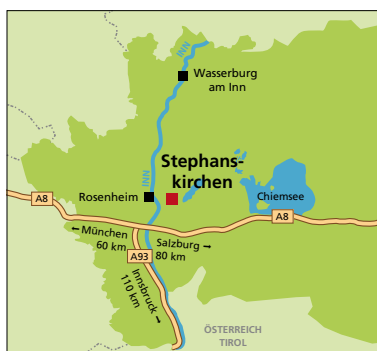 INN
Wasserburg
am Inn
Stephans-
kirchen
INN
Rosenheim
Chiemsee
A8
A8
← München
60 km
Salzburg →
80 km
A93
Innsbruck →
110 km
ÖSTERREICH
TIROL